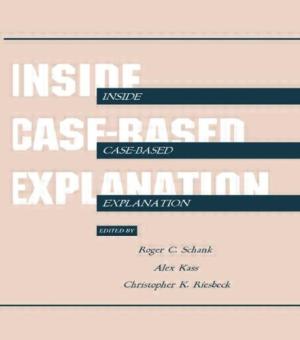 INSIDE
INSIDE
CASE-BASED
CASE-BASED
EXPLANATION
EXPLANATION
EDITED BY
Roger C. Schank
Alex Kass
Christopher K. Riesbeck